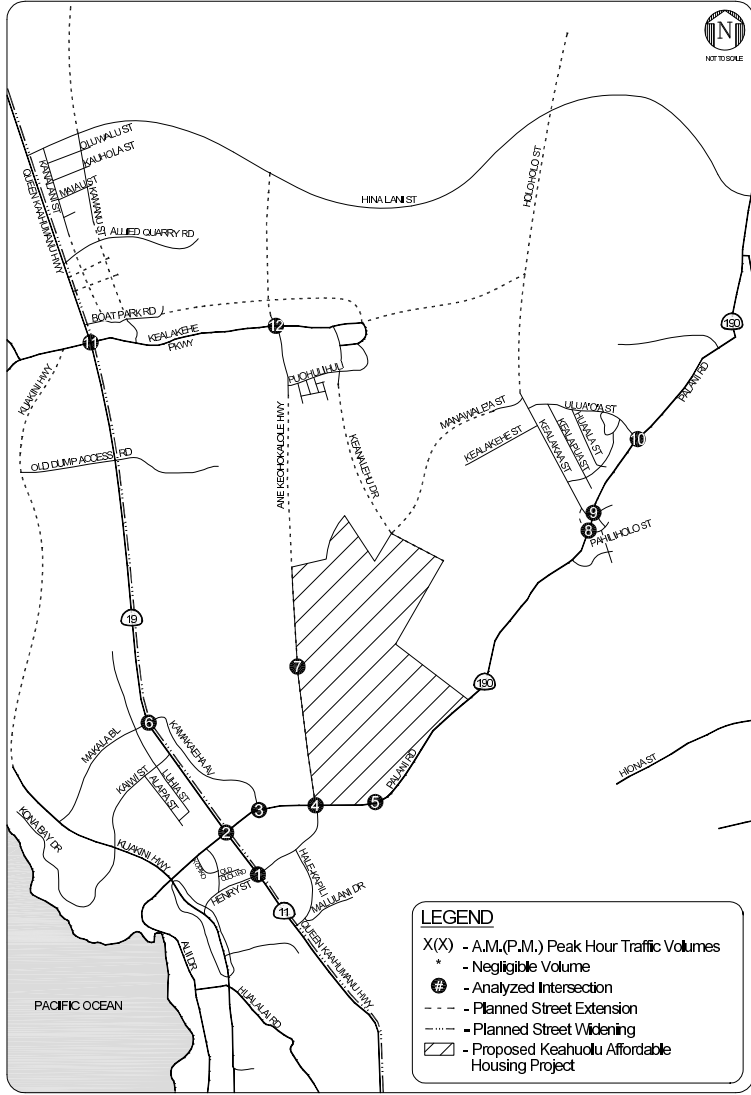 N
NOT TO SCALE
OLUWALU ST
KAUHOLA ST
MAIAU ST
KANALANI ST
KAMANU ST
QUEEN KAAHUMANU HWY
ALLIED QUARRY RD
HINA LANI ST
HOLOHOLO ST
BOAT PARK RD
KEALAKEHE
PKWY
11
12
190
KUAKINI HWY
PUOHULIHULI
PALANI RD
MANAWALE'A ST
ULUA'O'A ST
HUAALA ST
KEALAPUA ST
KEALAKAA ST
KEALAKEHE ST
10
ANE KEOHOKALOLE HWY
KEANALEHU DR
OLD DUMP ACCESS RD
9
8
PAHILIHOLO ST
19
7
190
6
MAKALA BL
KAMAKAEHA AV
PALANI RD
HIONA ST
KAIWI ST
LUHIA ST
ALAPA ST
3
4
5
2
KONA BAY DR
KUAKINI HWY
1
HENRY ST
HALE-KAPILI
MALULANI DR
11
QUEEN KAAHUMANU HWY
ALII DR
HUALALAI RD
PACIFIC OCEAN
LEGEND
X(X) - A.M.(P.M.) Peak Hour Traffic Volumes
* - Negligible Volume
# - Analyzed Intersection
- Planned Street Extension
- Planned Street Widening
- Proposed Keahuolu Affordable
Housing Project